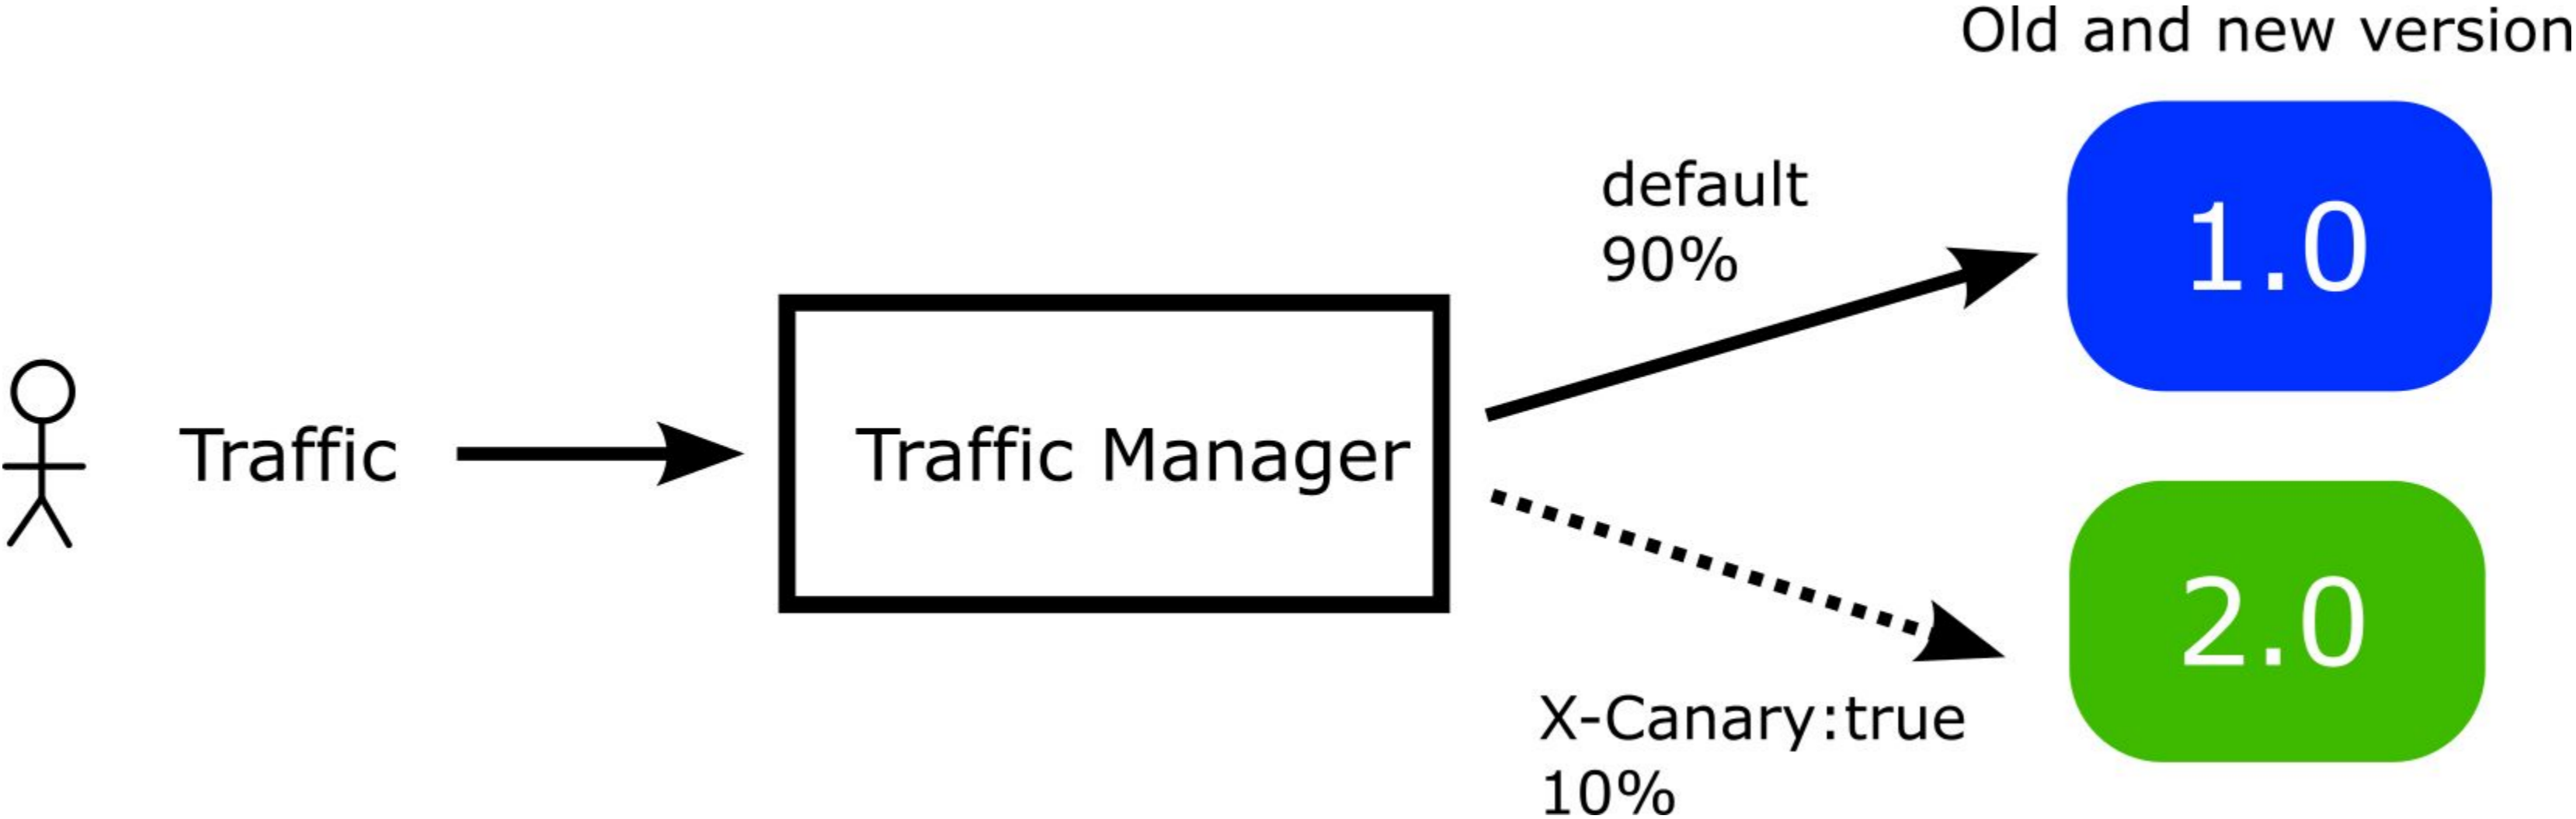 Old and new version
default
90%
1.0
Traffic
Traffic Manager
2.0
X-Canary:true
10%